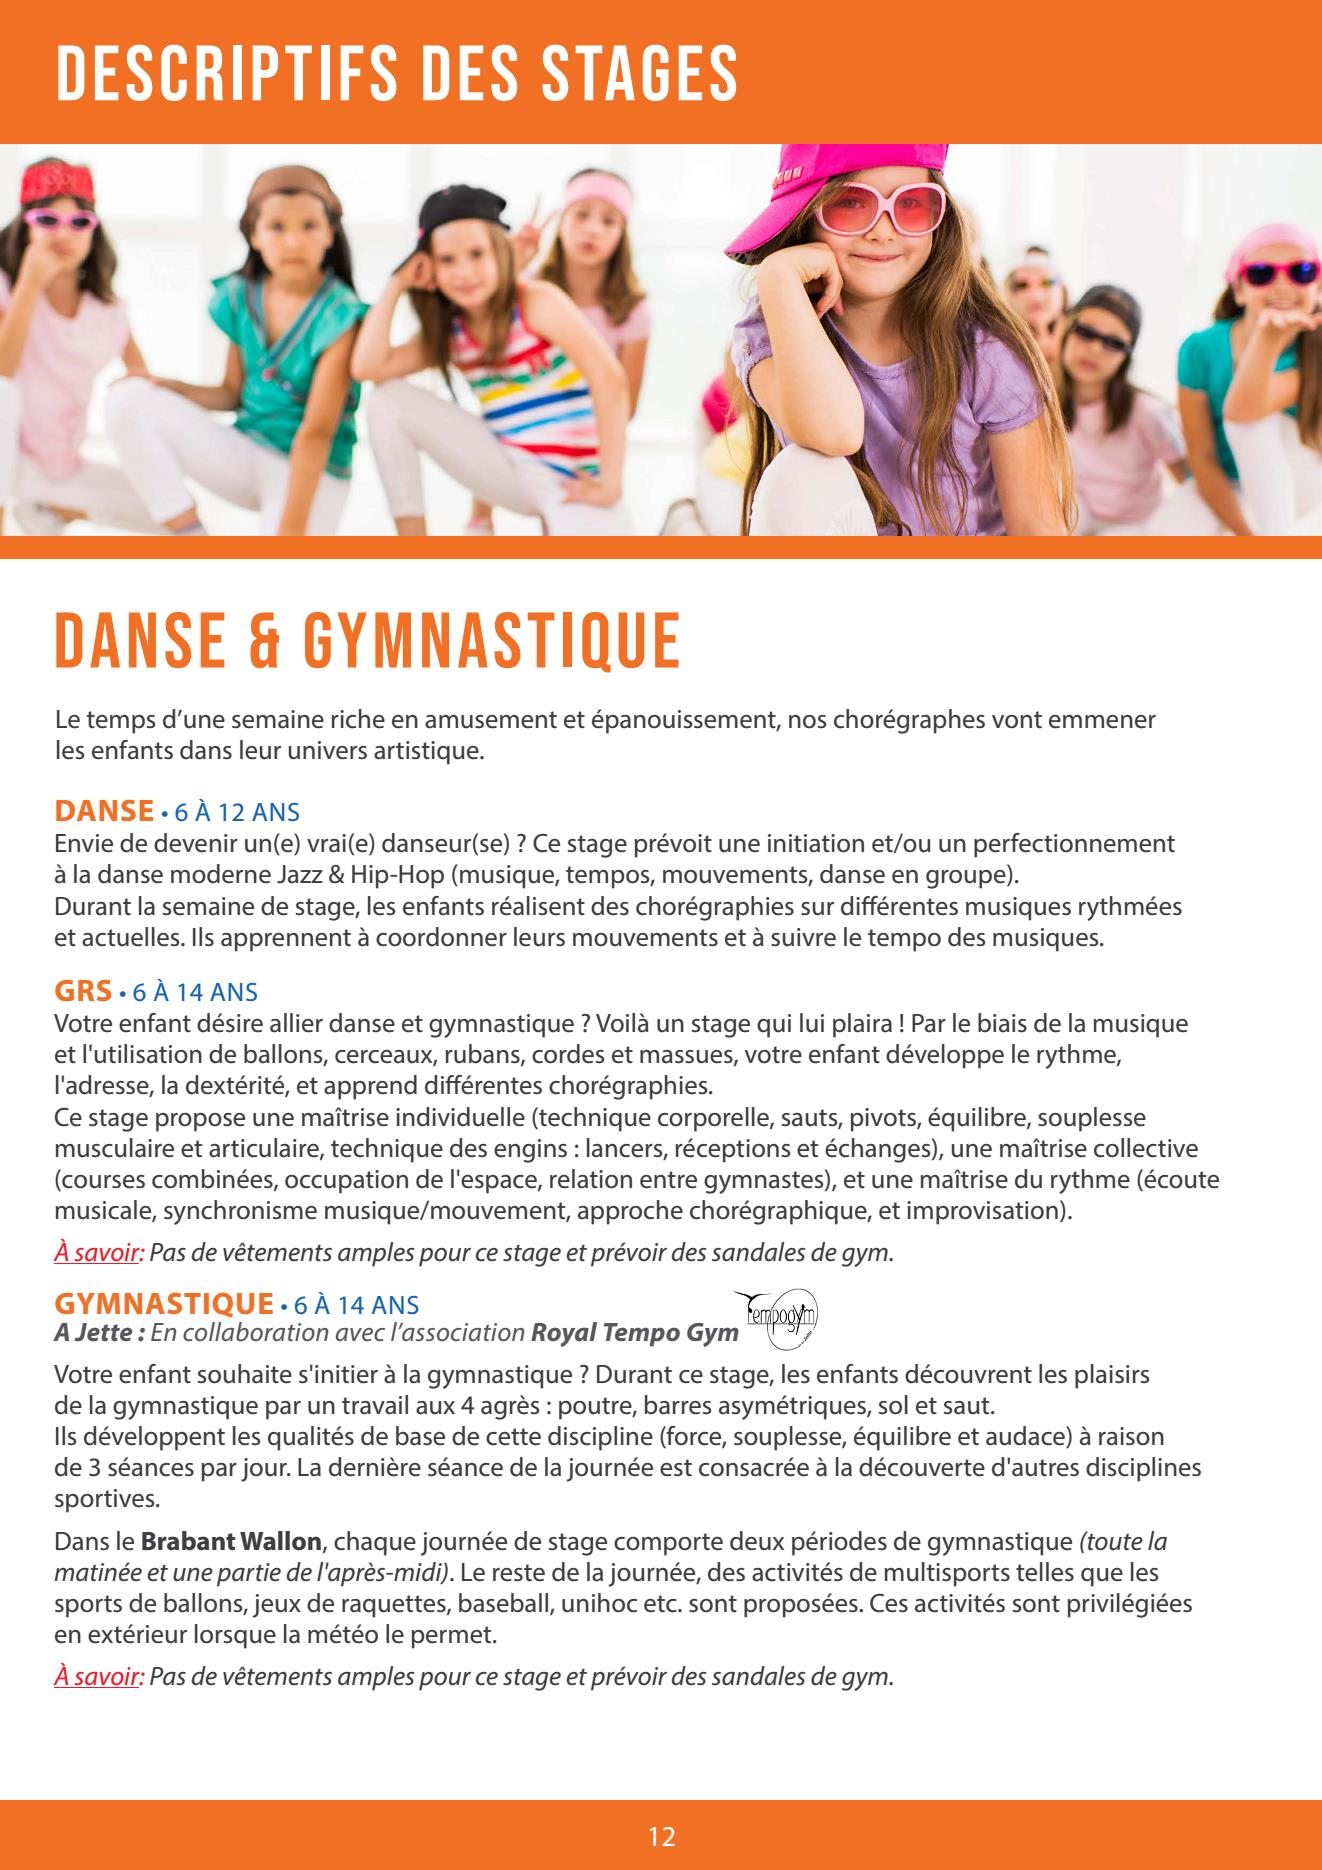 DESCRIPTIFS DES STAGES
DANSE & GYMNASTIQUE
Le temps d’une semaine riche en amusement et épanouissement, nos chorégraphes vont emmener
les enfants dans leur univers artistique.
DANSE • 6 À 12 ANS
Envie de devenir un(e) vrai(e) danseur(se) ? Ce stage prévoit une initiation et/ou un perfectionnement
à la danse moderne Jazz & Hip-Hop (musique, tempos, mouvements, danse en groupe).
Durant la semaine de stage, les enfants réalisent des chorégraphies sur différentes musiques rythmées
et actuelles. Ils apprennent à coordonner leurs mouvements et à suivre le tempo des musiques.
GRS • 6 À 14 ANS
Votre enfant désire allier danse et gymnastique ? Voilà un stage qui lui plaira ! Par le biais de la musique
et l'utilisation de ballons, cerceaux, rubans, cordes et massues, votre enfant développe le rythme,
l'adresse, la dextérité, et apprend différentes chorégraphies.
Ce stage propose une maîtrise individuelle (technique corporelle, sauts, pivots, équilibre, souplesse
musculaire et articulaire, technique des engins : lancers, réceptions et échanges), une maîtrise collective
(courses combinées, occupation de l'espace, relation entre gymnastes), et une maîtrise du rythme (écoute
musicale, synchronisme musique/mouvement, approche chorégraphique, et improvisation).
À savoir: Pas de vêtements amples pour ce stage et prévoir des sandales de gym.
GYMNASTIQUE • 6 À 14 ANS
A Jette : En collaboration avec l’association Royal Tempo Gym
Tempogym
Votre enfant souhaite s'initier à la gymnastique ? Durant ce stage, les enfants découvrent les plaisirs
de la gymnastique par un travail aux 4 agrès : poutre, barres asymétriques, sol et saut.
Ils développent les qualités de base de cette discipline (force, souplesse, équilibre et audace) à raison
de 3 séances par jour. La dernière séance de la journée est consacrée à la découverte d'autres disciplines
sportives.
Dans le Brabant Wallon, chaque journée de stage comporte deux périodes de gymnastique (toute la
matinée et une partie de l'après-midi). Le reste de la journée, des activités de multisports telles que les
sports de ballons, jeux de raquettes, baseball, unihoc etc. sont proposées. Ces activités sont privilégiées
en extérieur lorsque la météo le permet.
À savoir: Pas de vêtements amples pour ce stage et prévoir des sandales de gym.
12